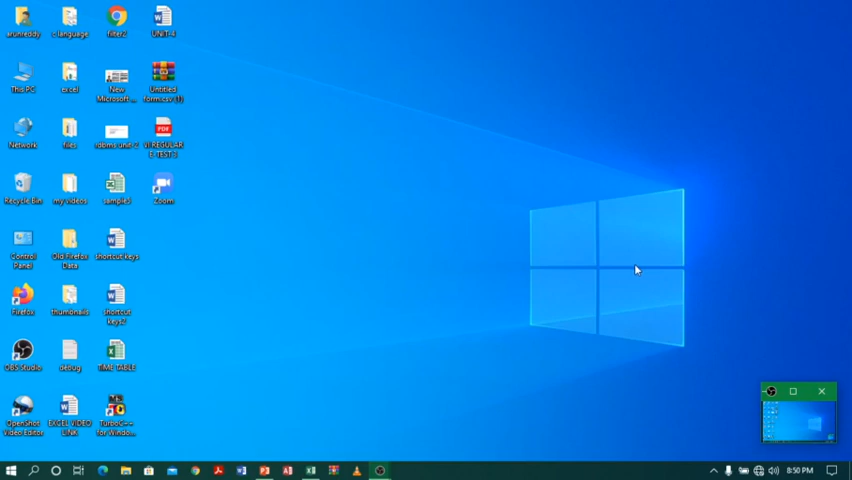 arunreddy
c language
filter2
UNIT-4
This PC
excel
New
Microsoft ...
Untitled
form.csv (1)
Network
files
rdbms unit-2
VI REGULAR
E-TEST 1
Recycle Bin
my videos
sample3
Zoom
Control
Panel
Old Firefox
Data
shortcut keys
Firefox
thumbnails
shortcut
keys2
OBS Studio
debug
TIME TABLE
OpenShot
Video Editor
EXCEL VIDEO
LINK
TurboC++
for Windo...
8:50 PM